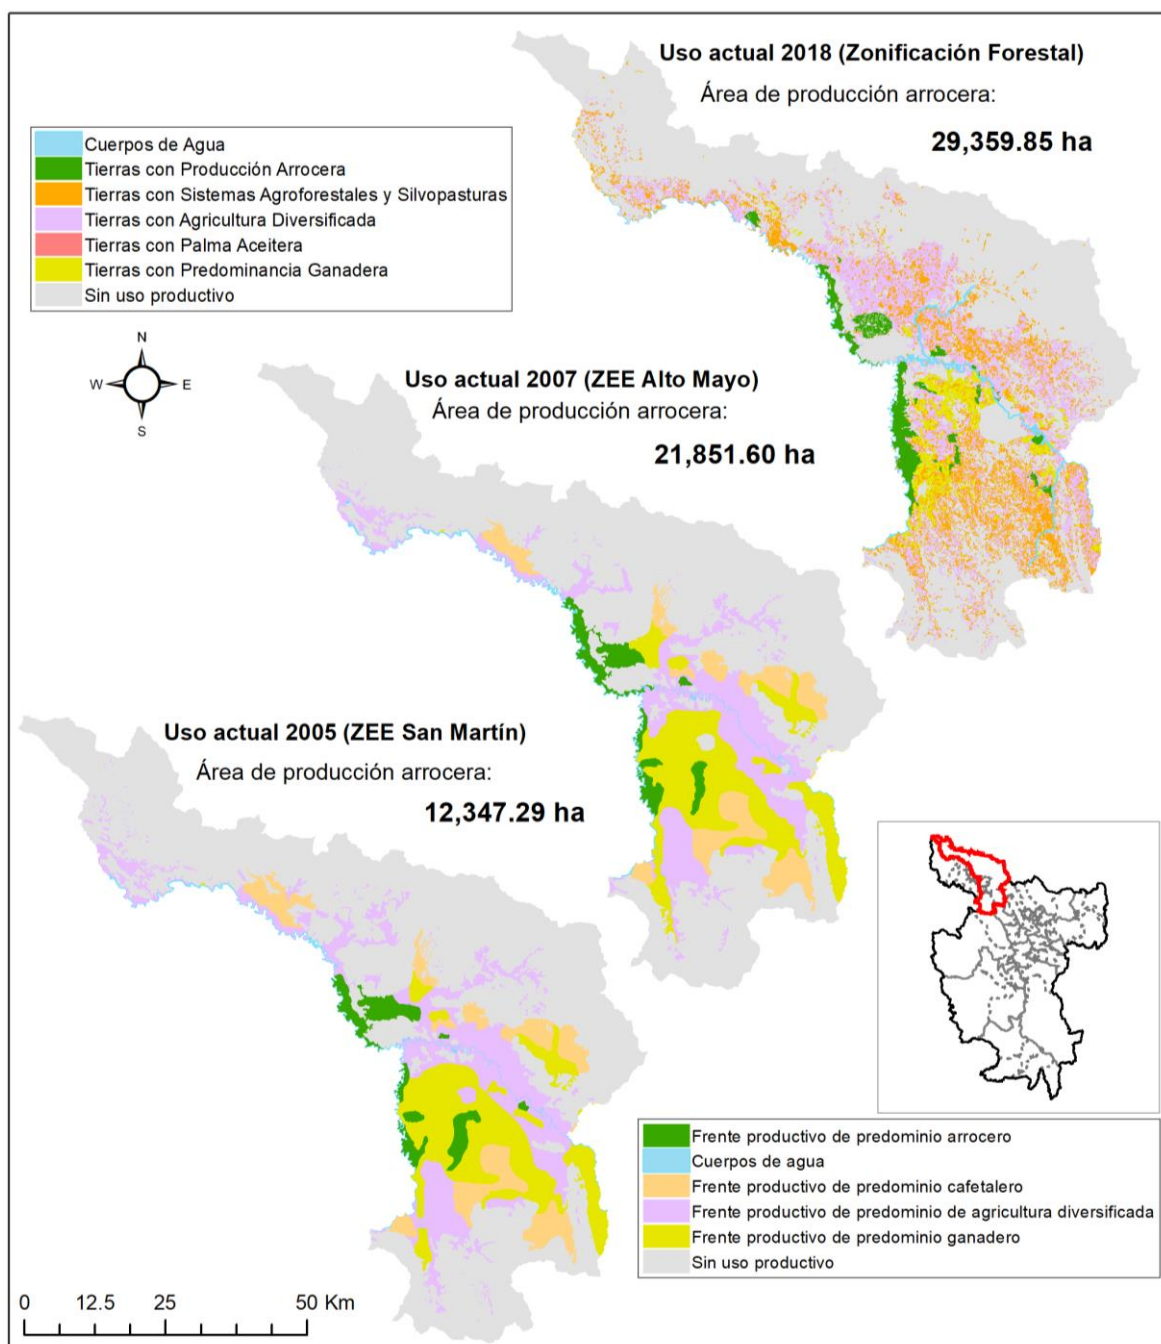 Uso actual 2018 (Zonificación Forestal)
Área de producción arrocera:
29,359.85 ha
Cuerpos de Agua
Tierras con Producción Arrocera
Tierras con Sistemas Agroforestales y Silvopasturas
Tierras con Agricultura Diversificada
Tierras con Palma Aceitera
Tierras con Predominancia Ganadera
Sin uso productivo
N
W
E
S
Uso actual 2007 (ZEE Alto Mayo)
Área de producción arrocera:
21,851.60 ha
Uso actual 2005 (ZEE San Martín)
Área de producción arrocera:
12,347.29 ha
Frente productivo de predominio arrocero
Cuerpos de agua
Frente productivo de predominio cafetalero
Frente productivo de predominio de agricultura diversificada
Frente productivo de predominio ganadero
Sin uso productivo
0 12.5 25 50 Km